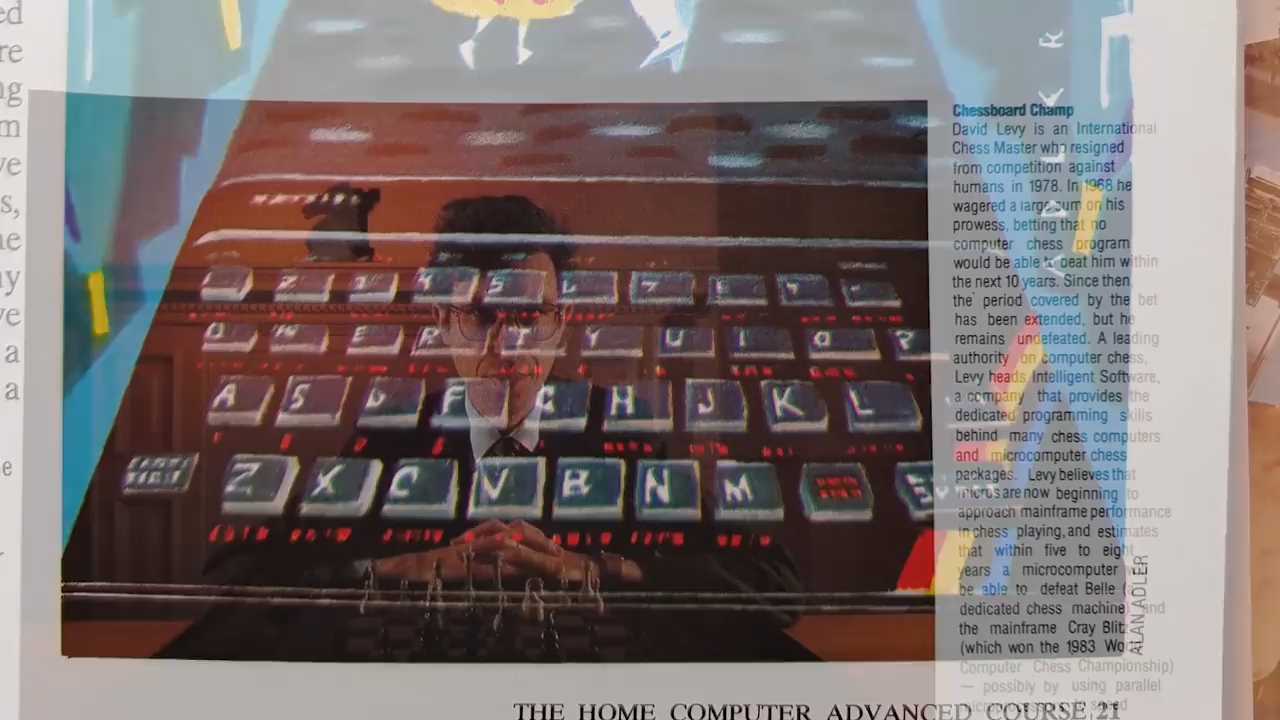 ed
re
ng
m
ve
s,
ne
ny
ve
a
a
Chessboard Champ
David Levy is an International
Chess Master who resigned
from competition against
humans in 1978. In 1968 he
wagered a large sum on his
prowess, betting that no
computer chess program
would be able to beat him within
the next 10 years. Since then,
the period covered by the bet
has been extended, but he
remains undefeated. A leading
authority on computer chess,
Levy heads Intelligent Software,
a company that provides the
dedicated programming skills
behind many chess computers
and microcomputer chess
packages. Levy believes that
micros are now beginning to
approach mainframe performance
in chess playing, and estimates
that within five to eight
years a microcomputer
be able to defeat Belle (a
dedicated chess machine) and
the mainframe Cray Blitz
(which won the 1983 World
Computer Chess Championship)
— possibly by using parallel
ALAN ADLER
T Y U I O
A S D F G H J K L
Z X C V B N M
THE HOME COMPUTER ADVANCED COURSE 21